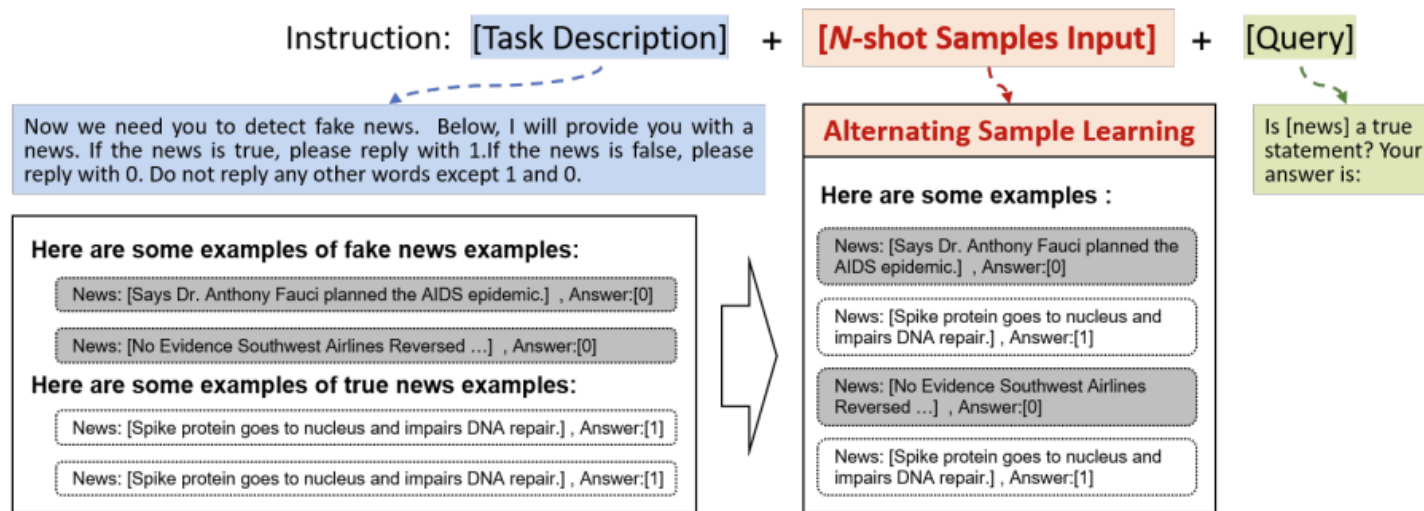 Instruction: [Task Description] + [N-shot Samples Input] + [Query]
Now we need you to detect fake news. Below, I will provide you with a
news. If the news is true, please reply with 1.If the news is false, please
reply with 0. Do not reply any other words except 1 and 0.
Here are some examples of fake news examples:
News: [Says Dr. Anthony Fauci planned the AIDS epidemic.] , Answer:[0]
News: [No Evidence Southwest Airlines Reversed ...] , Answer:[0]
Here are some examples of true news examples:
News: [Spike protein goes to nucleus and impairs DNA repair.] , Answer:[1]
News: [Spike protein goes to nucleus and impairs DNA repair.] , Answer:[1]
Alternating Sample Learning
Here are some examples :
News: [Says Dr. Anthony Fauci planned the
AIDS epidemic.] , Answer:[0]
News: [Spike protein goes to nucleus and
impairs DNA repair.] , Answer:[1]
News: [No Evidence Southwest Airlines
Reversed ...] , Answer:[0]
News: [Spike protein goes to nucleus and
impairs DNA repair.] , Answer:[1]
Is [news] a true
statement? Your
answer is: